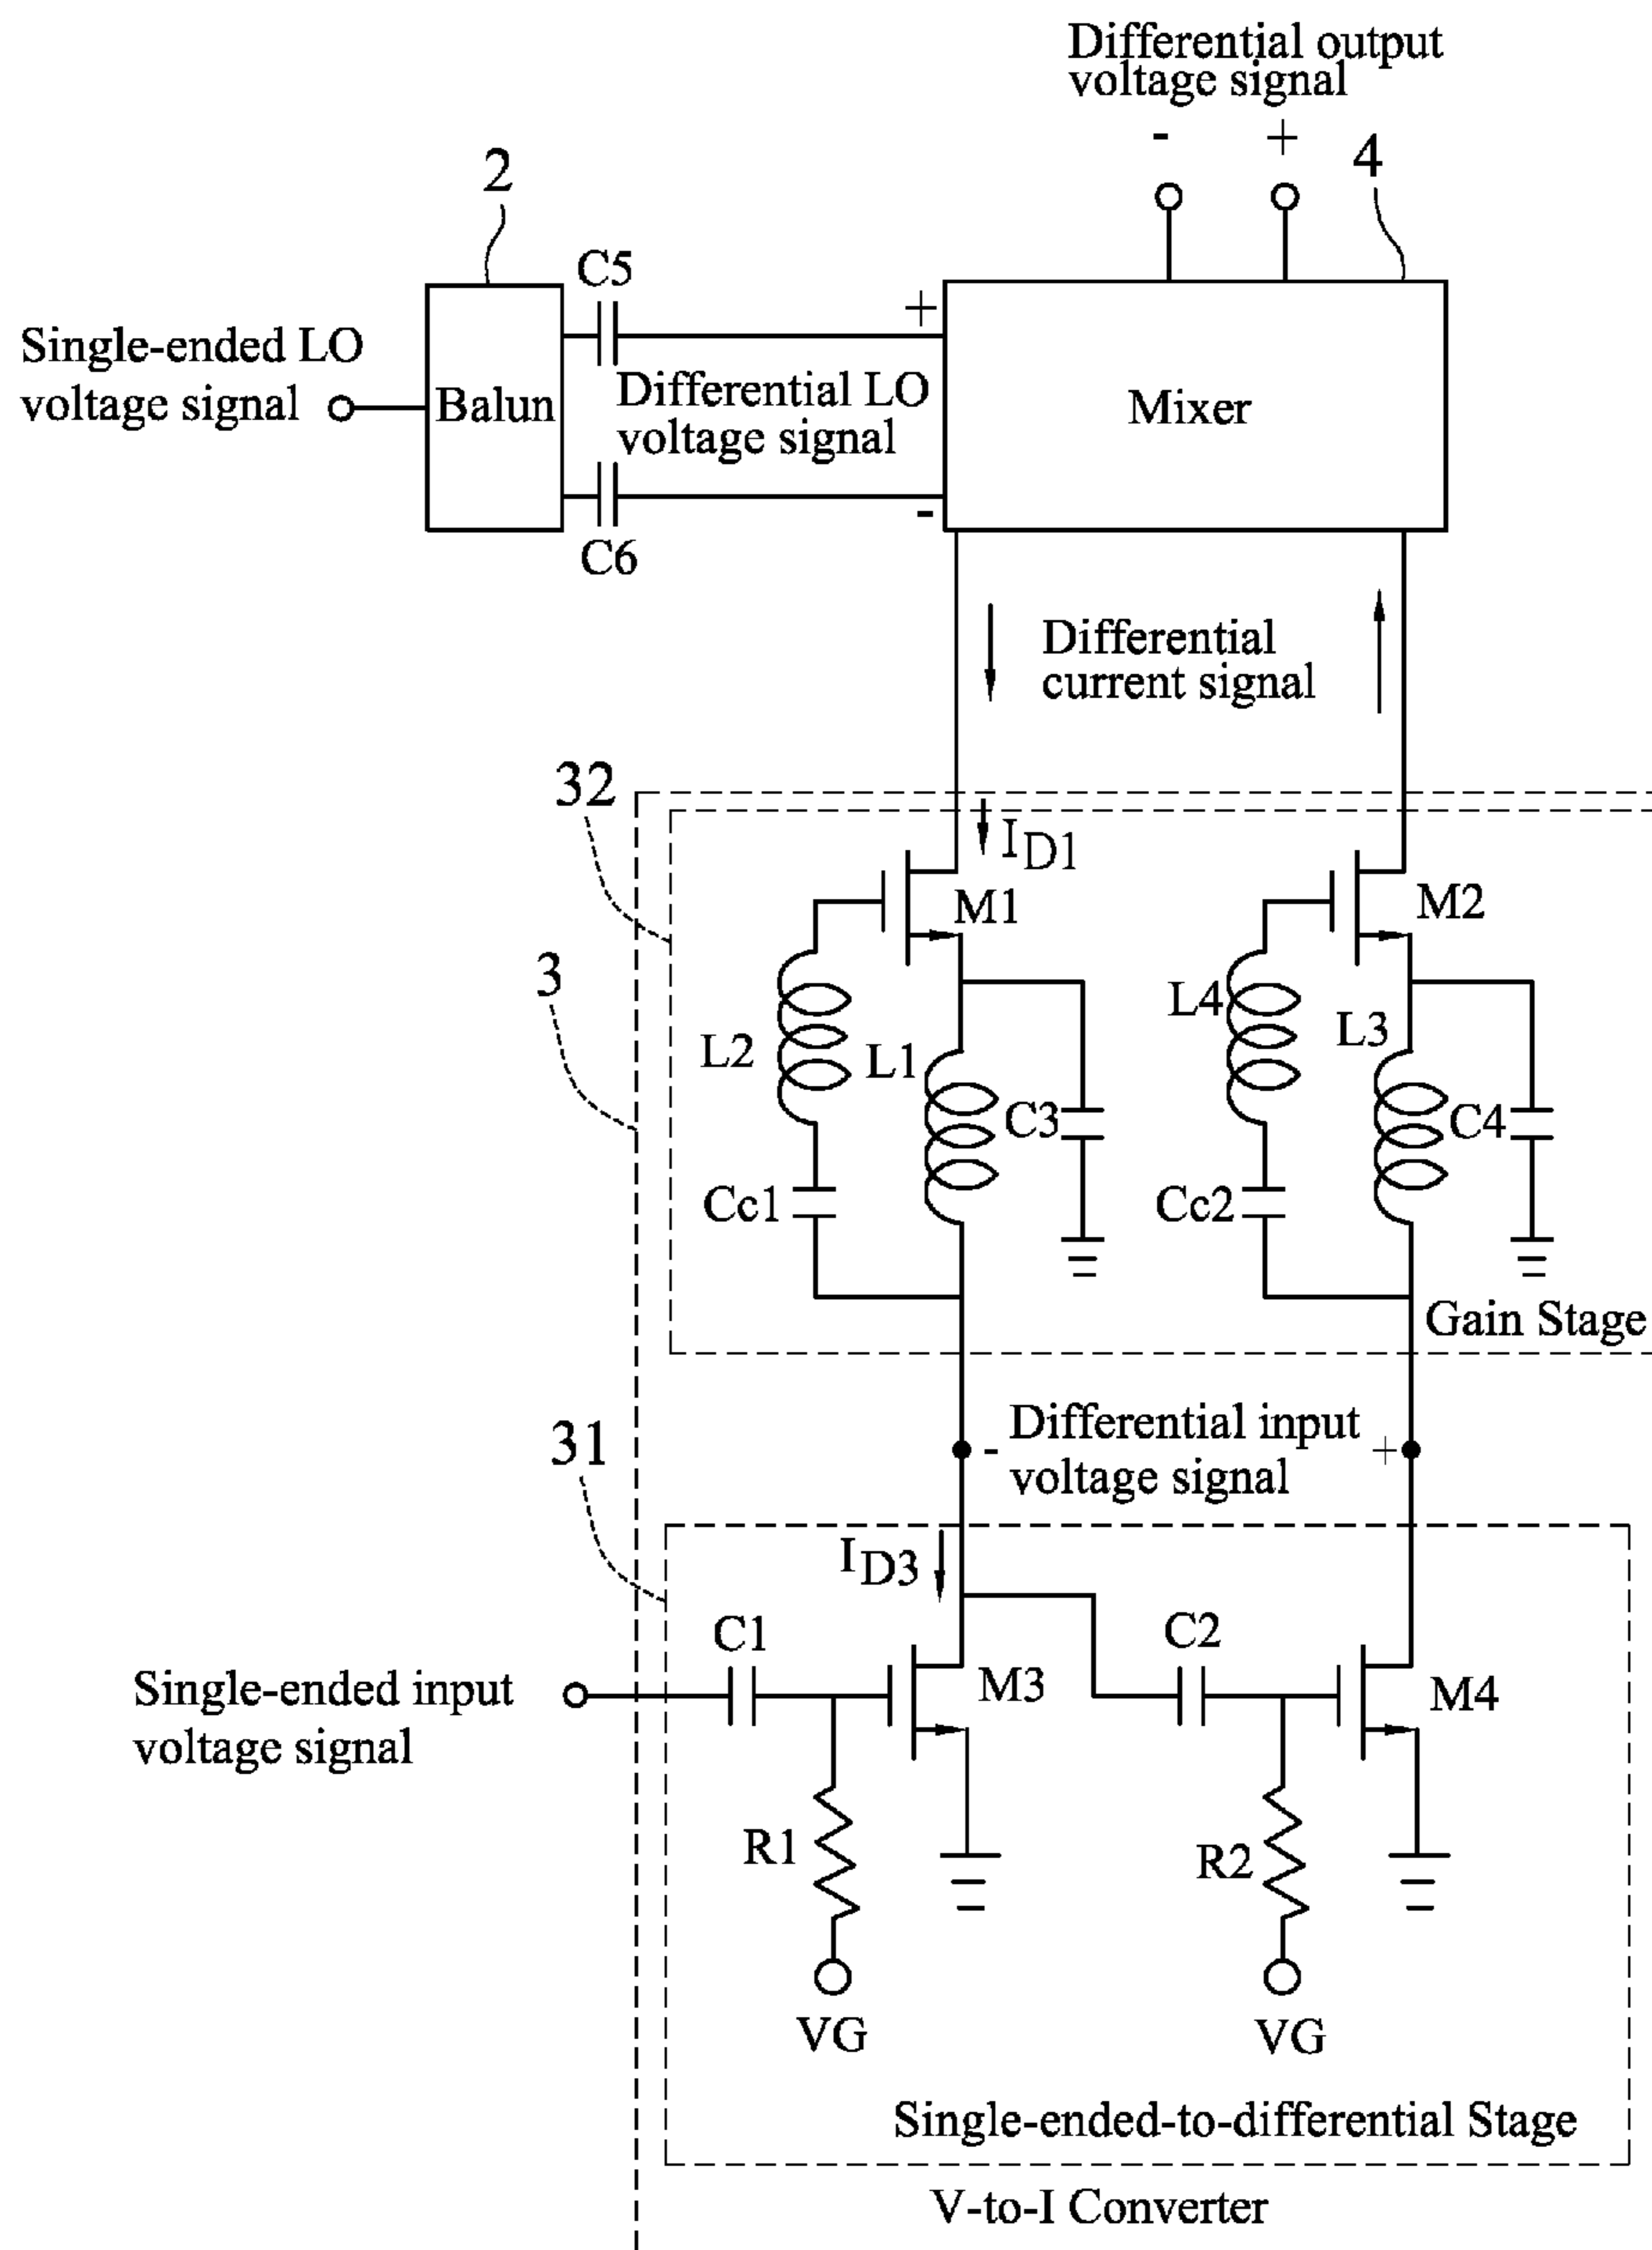 Differential output
voltage signal
- +
2
4
C5
+
Single-ended LO
voltage signal
Balun
Differential LO
voltage signal
Mixer
-
C6
Differential
current signal
32
ID1
M1
M2
3
L2
L1
L4
L3
C3
C4
Cc1
Cc2
Gain Stage
31
- Differential input +
voltage signal
ID3
C1
C2
M3
M4
Single-ended input
voltage signal
R1
R2
VG
VG
Single-ended-to-differential Stage
V-to-I Converter